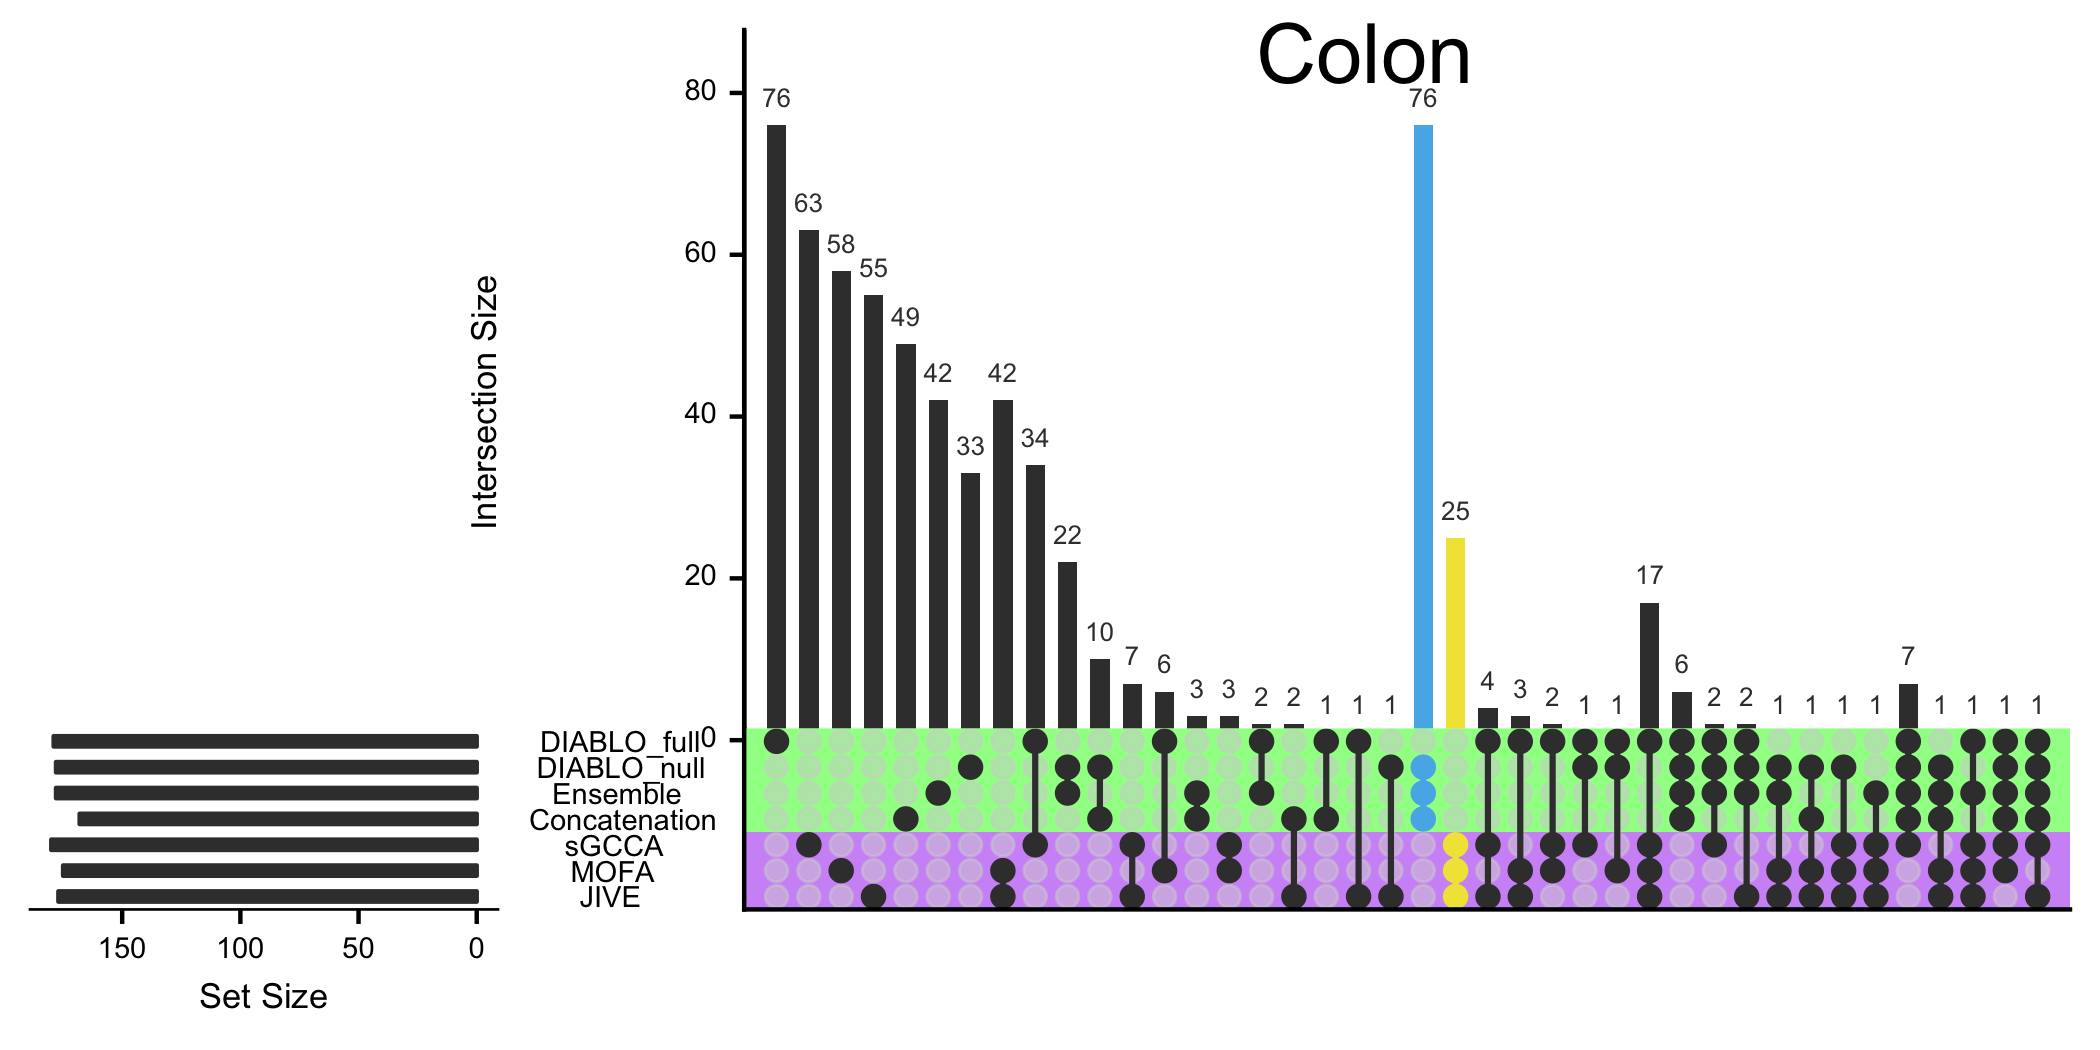 Colon
80
60
40
20
0
Intersection Size
76 63 58 55 49 42 33 42 34 22 10 7 6 3 3 2 2 1 1 1 76 25 4 3 2 1 1 17 6 2 2 1 1 1 1 7 1 1 1 1
DIABLO_full
DIABLO_null
Ensemble
Concatenation
sGCCA
MOFA
JIVE
150 100 50 0
Set Size